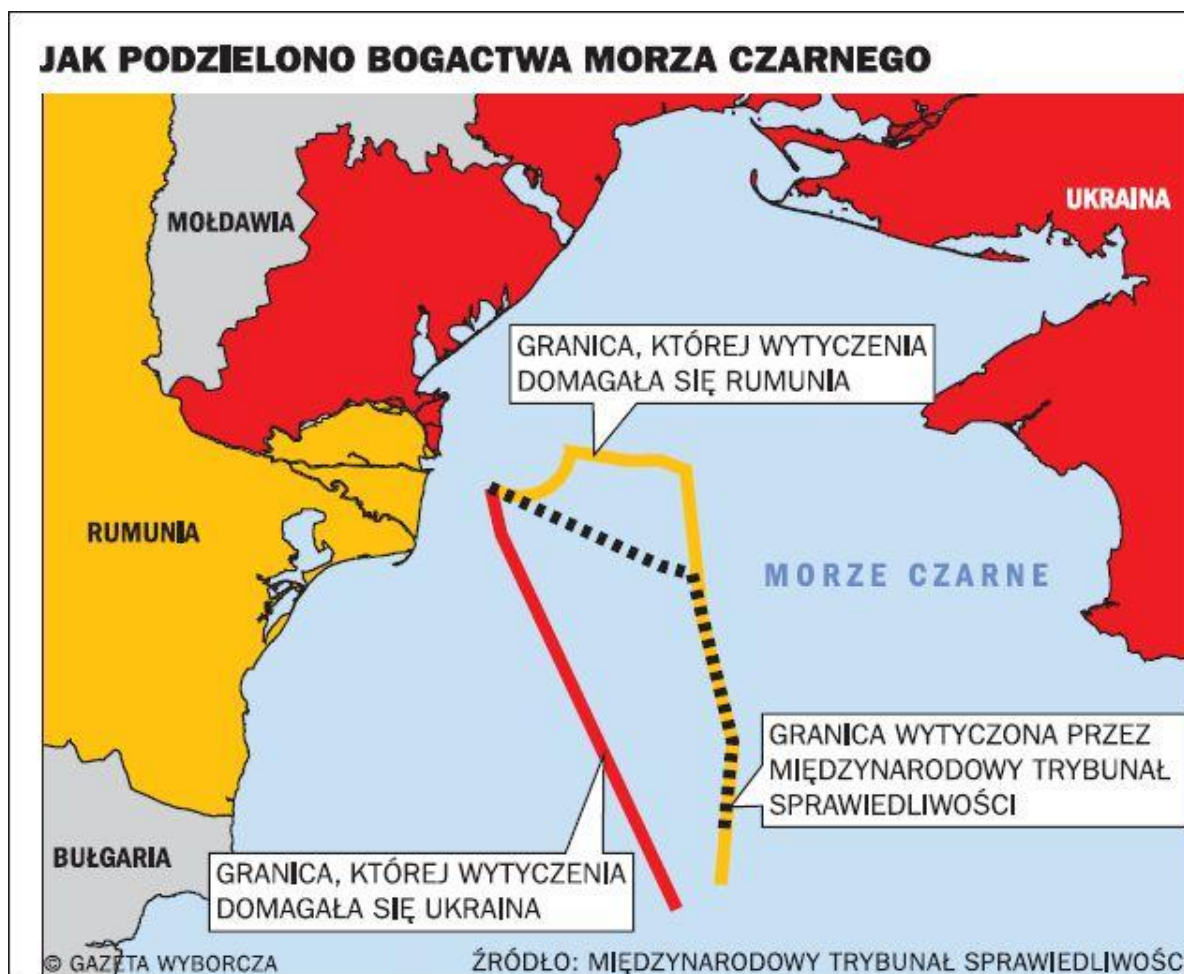 JAK PODZIELONO BOGACTWA MORZA CZARNEGO
MOŁDAWIA
UKRAINA
GRANICA, KTÓREJ WYTYCZENIA
DOMAGAŁA SIĘ RUMUNIA
RUMUNIA
MORZE CZARNE
GRANICA WYTYCZONA PRZEZ
MIĘDZYNARODOWY TRYBUNAŁ
SPRAWIEDLIWOŚCI
BUŁGARIA
GRANICA, KTÓREJ WYTYCZENIA
DOMAGAŁA SIĘ UKRAINA
© GAZETA WYBORCZA
ŹRÓDŁO: MIĘDZYNARODOWY TRYBUNAŁ SPRAWIEDLIWOŚC